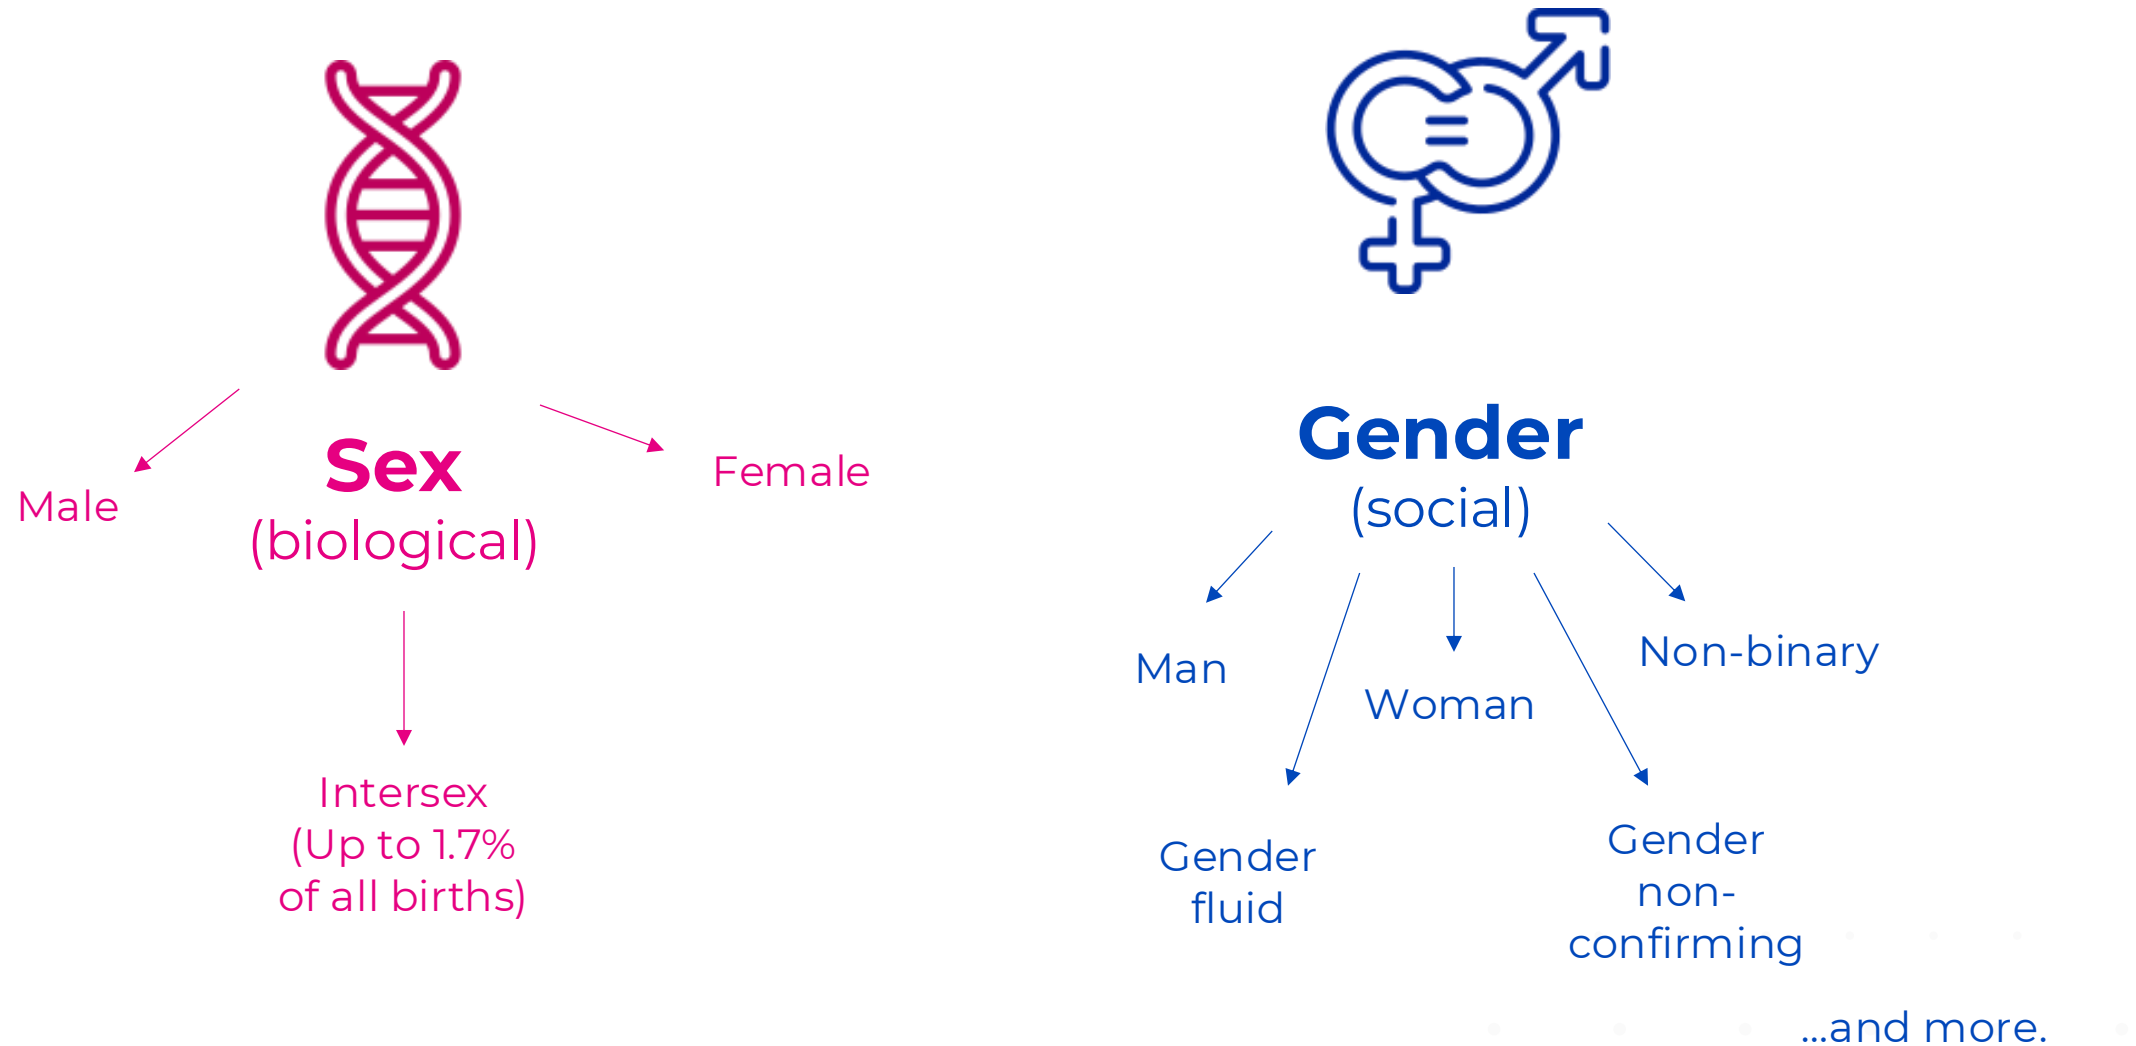 Sex
(biological)
Male
Female
Intersex
(Up to 1.7%
of all births)
Gender
(social)
Man
Woman
Non-binary
Gender
fluid
Gender
non-
confirming
...and more.